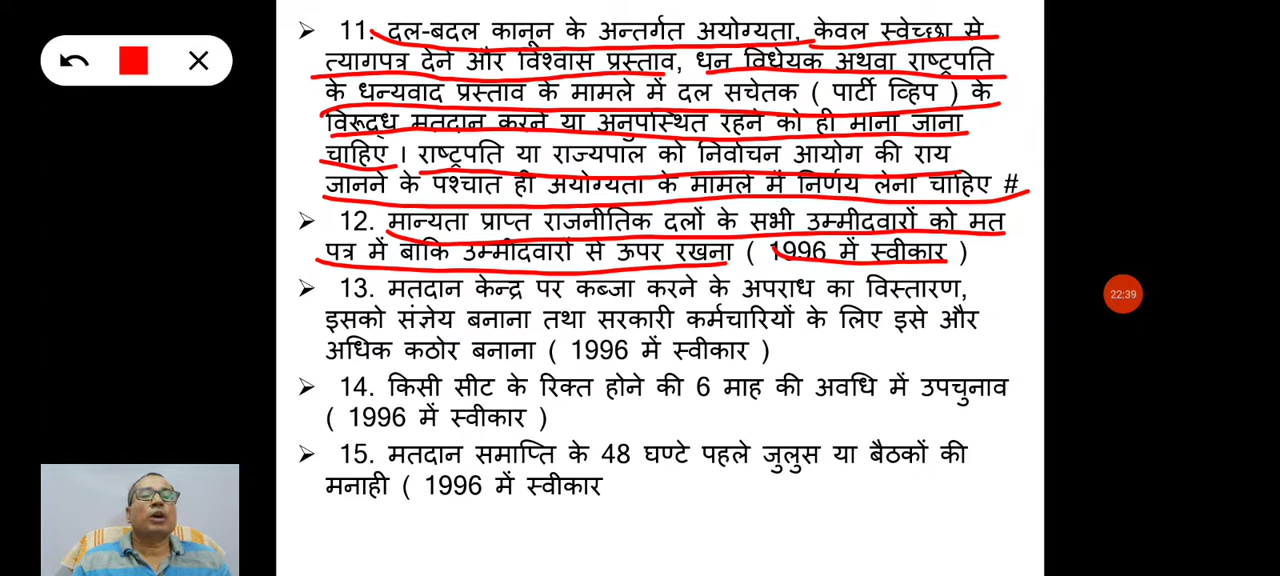 11. दल-बदल कानून के अन्तर्गत अयोग्यता, केवल स्वेच्छा से
त्यागपत्र देने और विश्वास प्रस्ताव, धन विधेयक अथवा राष्ट्रपति
के धन्यवाद प्रस्ताव के मामले में दल सचेतक ( पार्टी व्हिप ) के
विरूद्ध मतदान करने या अनुपस्थित रहने को ही माना जाना
चाहिए । राष्ट्रपति या राज्यपाल को निर्वाचन आयोग की राय
जानने के पश्चात ही अयोग्यता के मामले में निर्णय लेना चाहिए #
12. मान्यता प्राप्त राजनीतिक दलों के सभी उम्मीदवारों को मत
पत्र में बाकि उम्मीदवारों से ऊपर रखना ( 1996 में स्वीकार )
13. मतदान केन्द्र पर कब्जा करने के अपराध का विस्तारण,
इसको संज्ञेय बनाना तथा सरकारी कर्मचारियों के लिए इसे और
अधिक कठोर बनाना ( 1996 में स्वीकार )
14. किसी सीट के रिक्त होने की 6 माह की अवधि में उपचुनाव
( 1996 में स्वीकार )
15. मतदान समाप्ति के 48 घण्टे पहले जुलुस या बैठकों की
मनाही ( 1996 में स्वीकार
22:39